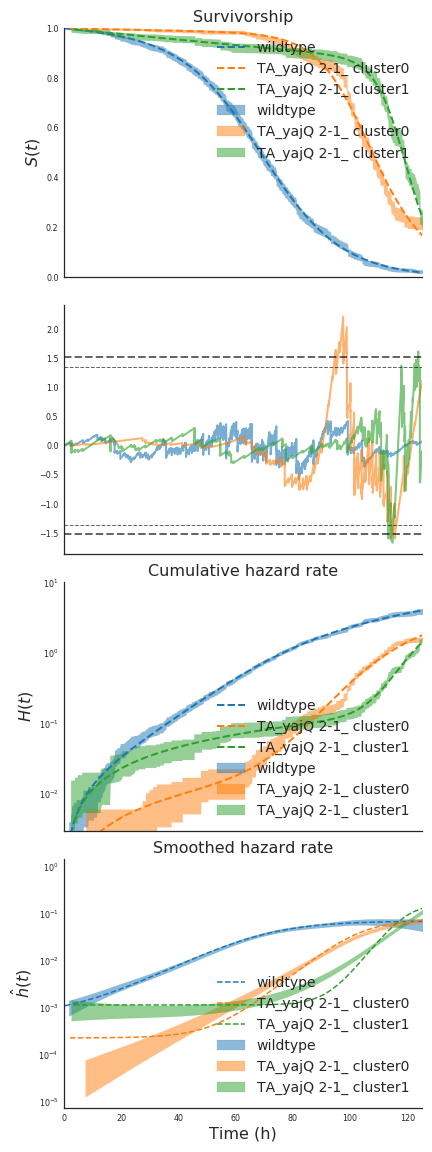 Survivorship
1.0
0.8
0.6
0.4
0.2
0.0
S(t)
wildtype
TA_yajQ 2-1_ cluster0
TA_yajQ 2-1_ cluster1
wildtype
TA_yajQ 2-1_ cluster0
TA_yajQ 2-1_ cluster1
2.0
1.5
1.0
0.5
0.0
−0.5
−1.0
−1.5
Cumulative hazard rate
10¹
10⁰
10⁻¹
10⁻²
H(t)
wildtype
TA_yajQ 2-1_ cluster0
TA_yajQ 2-1_ cluster1
wildtype
TA_yajQ 2-1_ cluster0
TA_yajQ 2-1_ cluster1
Smoothed hazard rate
10⁰
10⁻¹
10⁻²
10⁻³
10⁻⁴
10⁻⁵
ĥ(t)
wildtype
TA_yajQ 2-1_ cluster0
TA_yajQ 2-1_ cluster1
wildtype
TA_yajQ 2-1_ cluster0
TA_yajQ 2-1_ cluster1
0 20 40 60 80 100 120
Time (h)